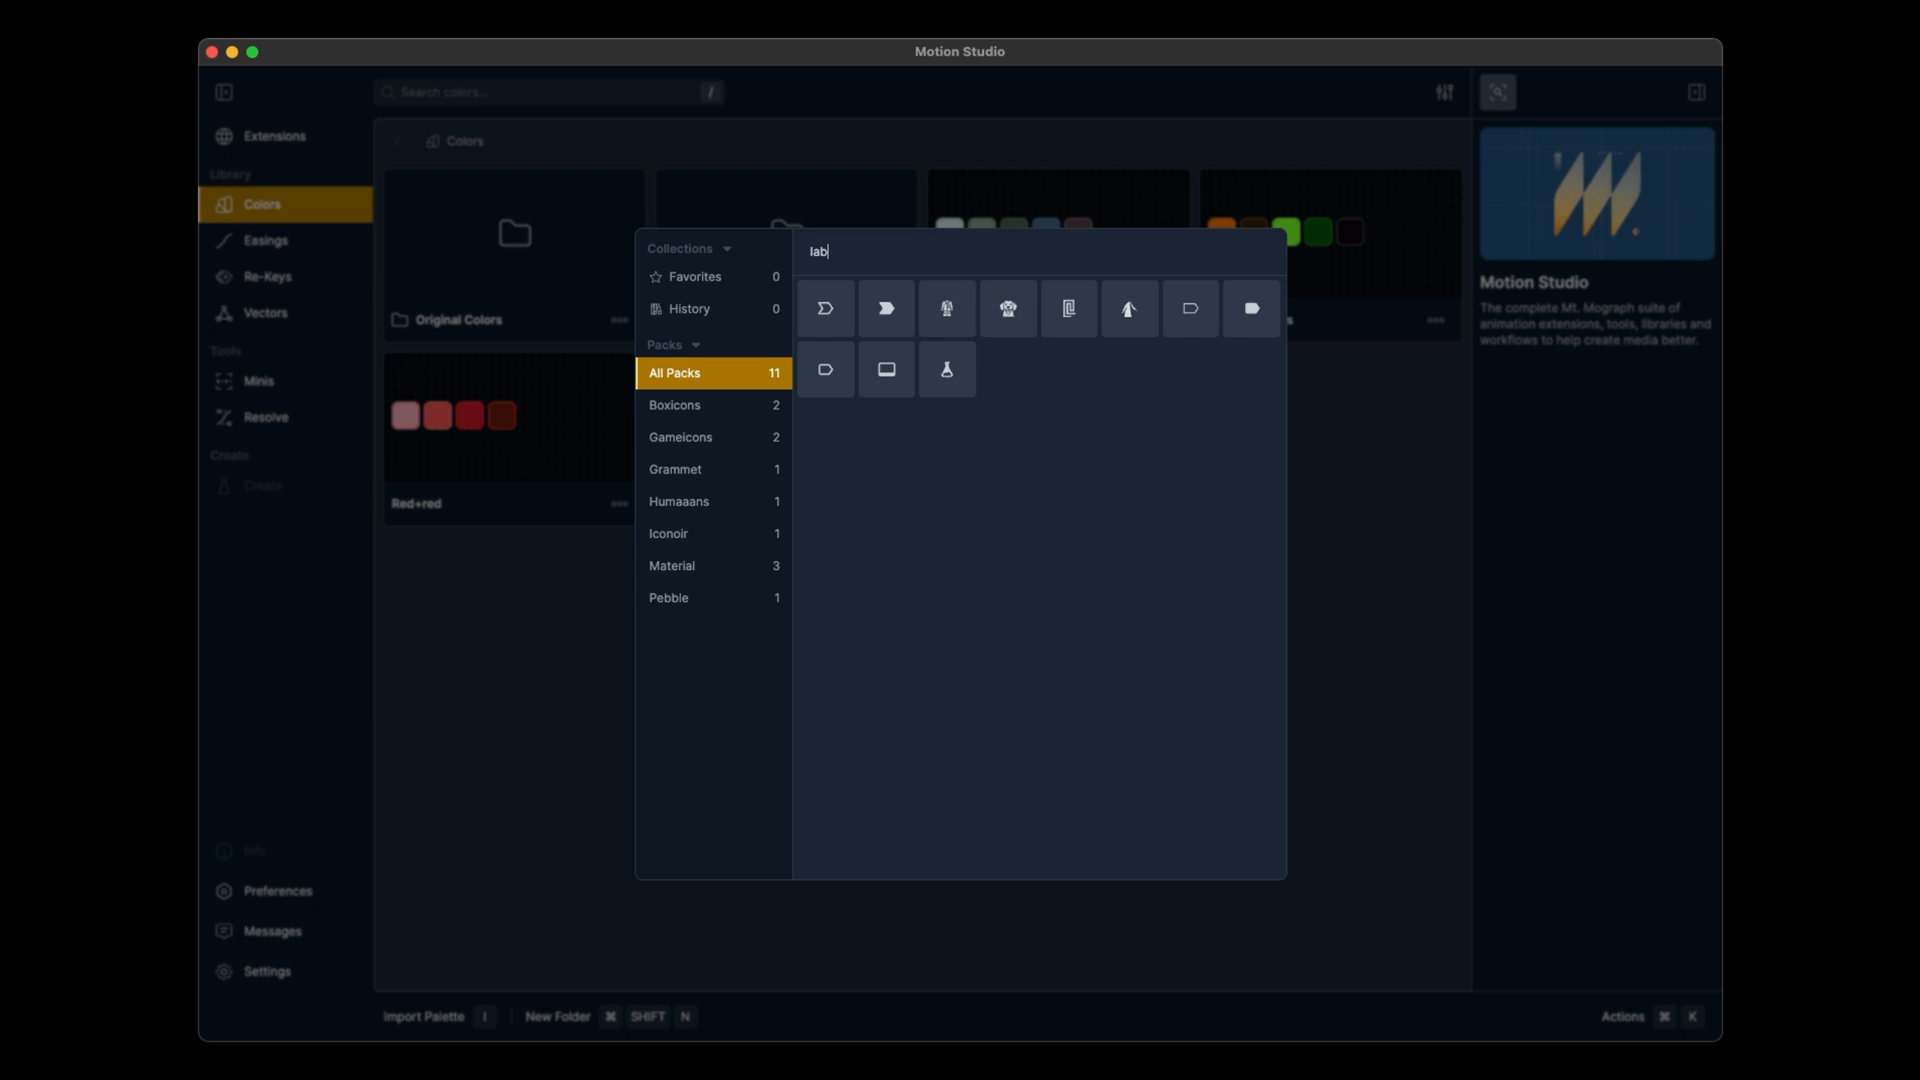 Motion Studio
Search colors...
/
Extensions
Library
Colors
Easings
Re-Keys
Vectors
Tools
Minis
Resolve
Create
Create
Info
Preferences
Messages
Settings
Colors
Original Colors
Red+red
Collections
Favorites 0
History 0
Packs
All Packs 11
Boxicons 2
Gameicons 2
Grammet 1
Humaaans 1
Iconoir 1
Material 3
Pebble 1
lab
s
Motion Studio
The complete Mt. Mograph suite of
animation extensions, tools, libraries and
workflows to help create media better.
Import Palette I
New Folder ⌘ SHIFT N
Actions ⌘ K